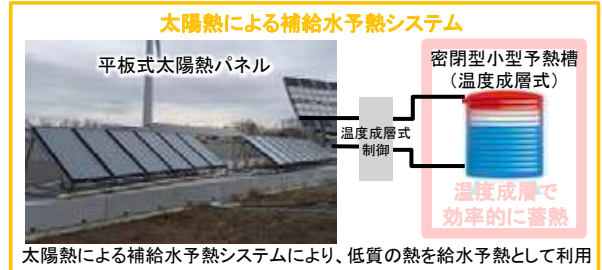 太陽熱による補給水予熱システム
平板式太陽熱パネル
密閉型小型予熱槽
(温度成層式)
温度成層式
制御
温度成層で
効率的に蓄熱
太陽熱による補給水予熱システムにより、低質の熱を給水予熱として利用